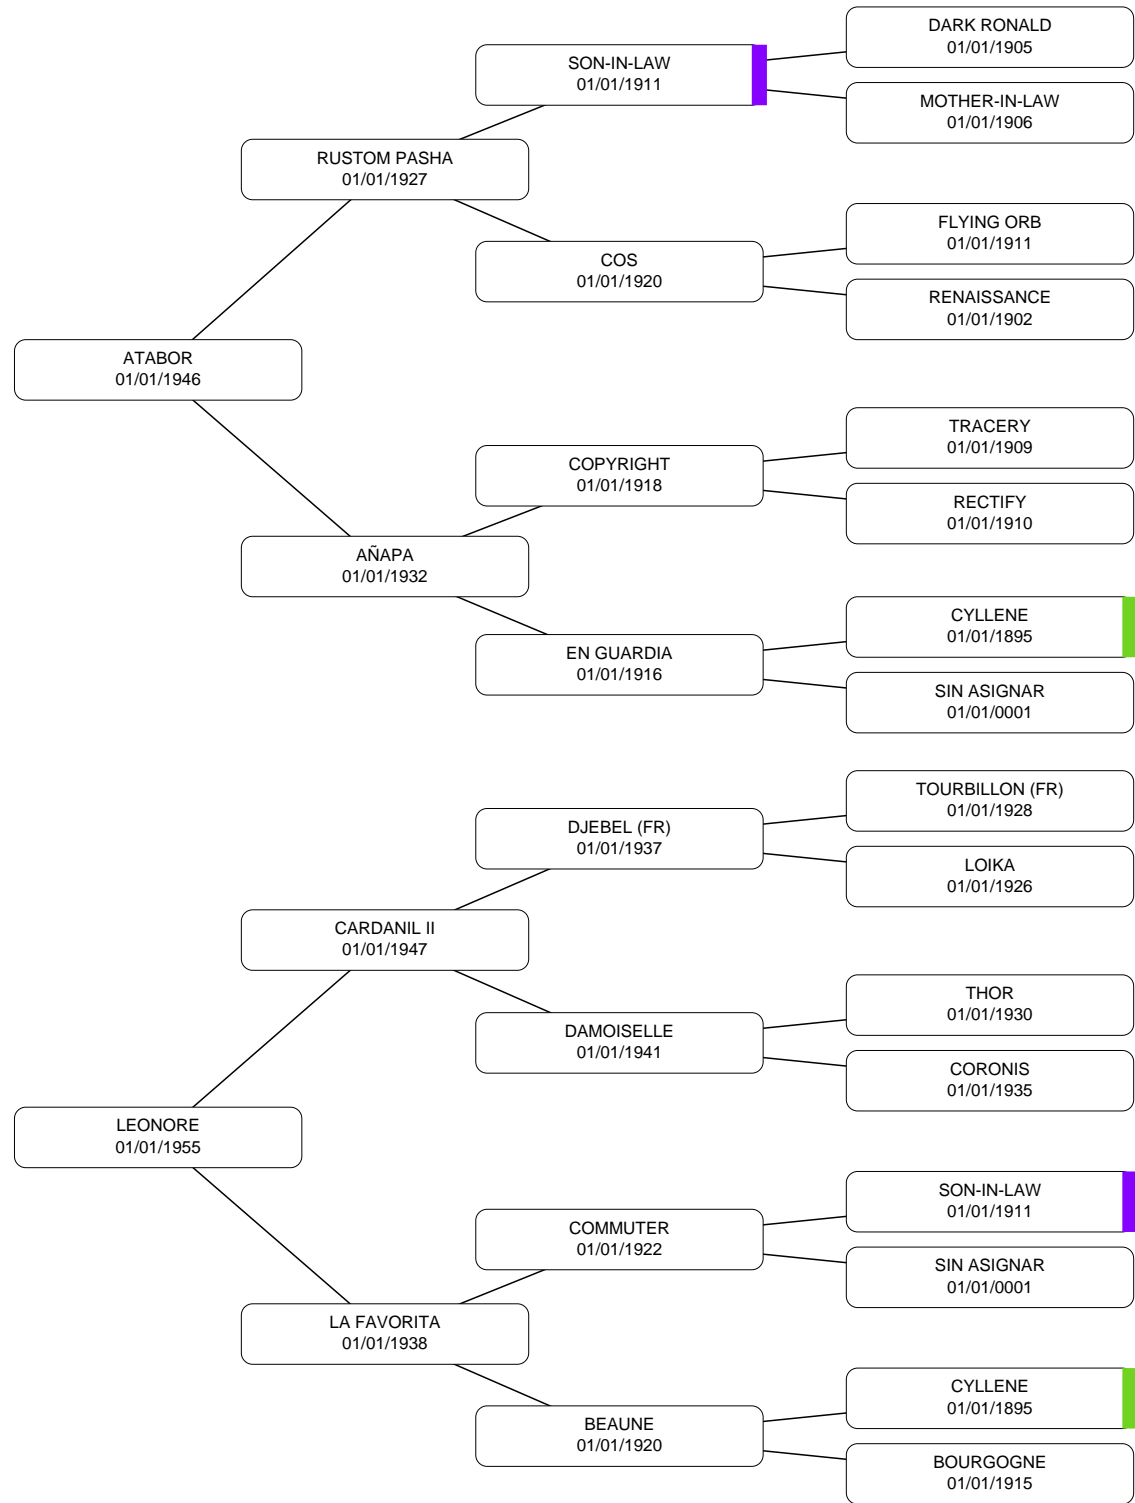 DARK RONALD
01/01/1905
SON-IN-LAW
01/01/1911
MOTHER-IN-LAW
01/01/1906
RUSTOM PASHA
01/01/1927
FLYING ORB
01/01/1911
COS
01/01/1920
RENAISSANCE
01/01/1902
ATABOR
01/01/1946
TRACERY
01/01/1909
COPYRIGHT
01/01/1918
RECTIFY
01/01/1910
AÑAPA
01/01/1932
CYLLENE
01/01/1895
EN GUARDIA
01/01/1916
SIN ASIGNAR
01/01/0001
TOURBILLON (FR)
01/01/1928
DJEBEL (FR)
01/01/1937
LOIKA
01/01/1926
CARDANIL II
01/01/1947
THOR
01/01/1930
DAMOISELLE
01/01/1941
CORONIS
01/01/1935
LEONORE
01/01/1955
SON-IN-LAW
01/01/1911
COMMUTER
01/01/1922
SIN ASIGNAR
01/01/0001
LA FAVORITA
01/01/1938
CYLLENE
01/01/1895
BEAUNE
01/01/1920
BOURGOGNE
01/01/1915